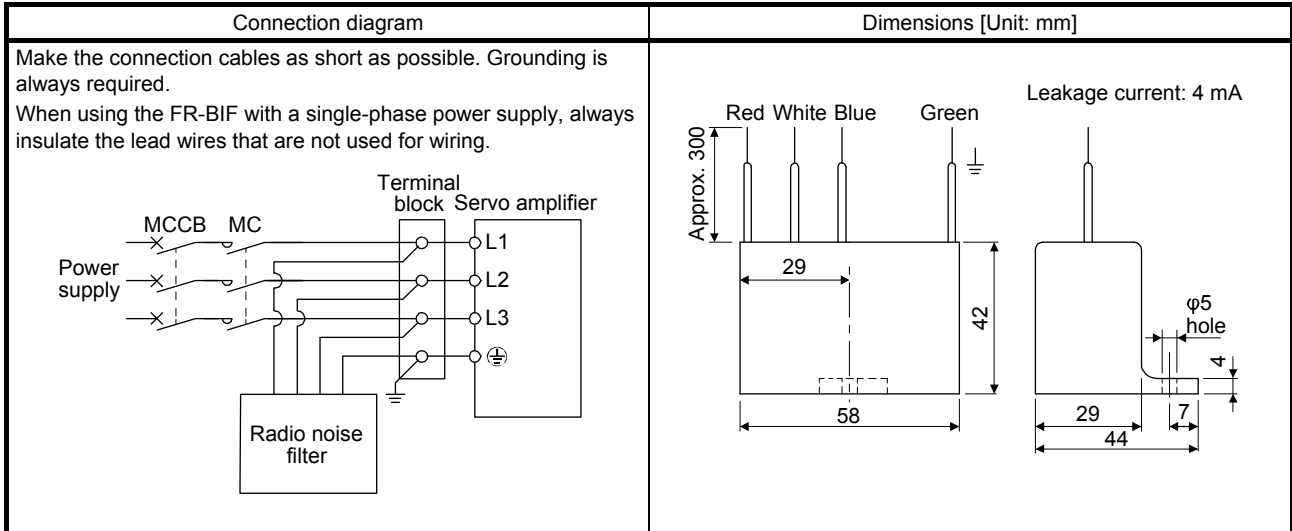 Connection diagram
Dimensions [Unit: mm]
Make the connection cables as short as possible. Grounding is
always required.
When using the FR-BIF with a single-phase power supply, always
insulate the lead wires that are not used for wiring.
Terminal
block
Servo amplifier
MCCB
MC
L1
Power
supply
L2
L3
Radio noise
filter
Leakage current: 4 mA
Red White Blue Green
Approx. 300
29
42
58
φ5
hole
4
29
7
44